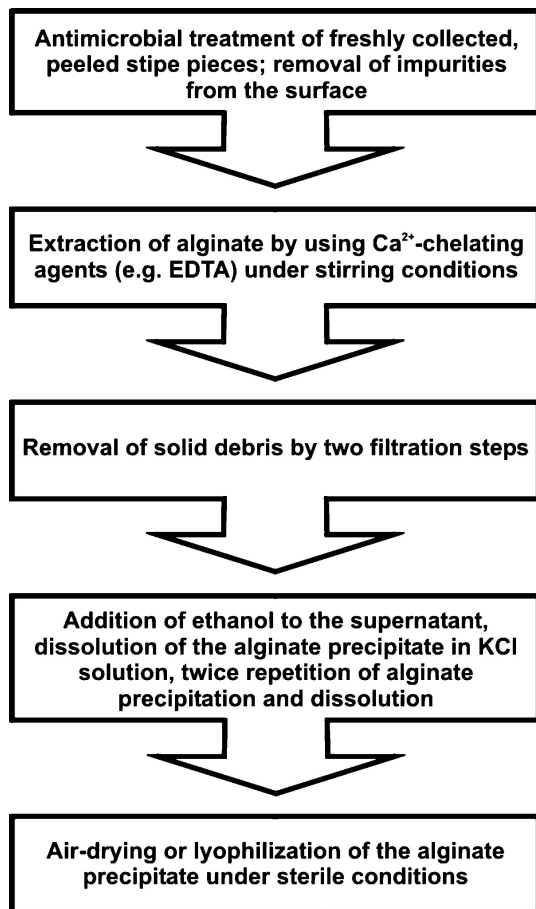 Antimicrobial treatment of freshly collected,
peeled stipe pieces; removal of impurities
from the surface
Extraction of alginate by using Ca²⁺-chelating
agents (e.g. EDTA) under stirring conditions
Removal of solid debris by two filtration steps
Addition of ethanol to the supernatant,
dissolution of the alginate precipitate in KCl
solution, twice repetition of alginate
precipitation and dissolution
Air-drying or lyophilization of the alginate
precipitate under sterile conditions